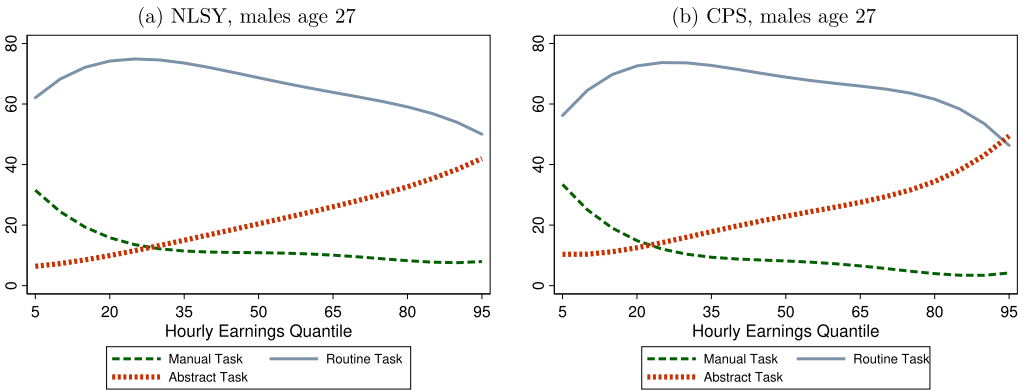 (a) NLSY, males age 27
80
60
40
20
0
5 20 35 50 65 80 95
Hourly Earnings Quantile
Manual Task Routine Task
Abstract Task
(b) CPS, males age 27
80
60
40
20
0
5 20 35 50 65 80 95
Hourly Earnings Quantile
Manual Task Routine Task
Abstract Task